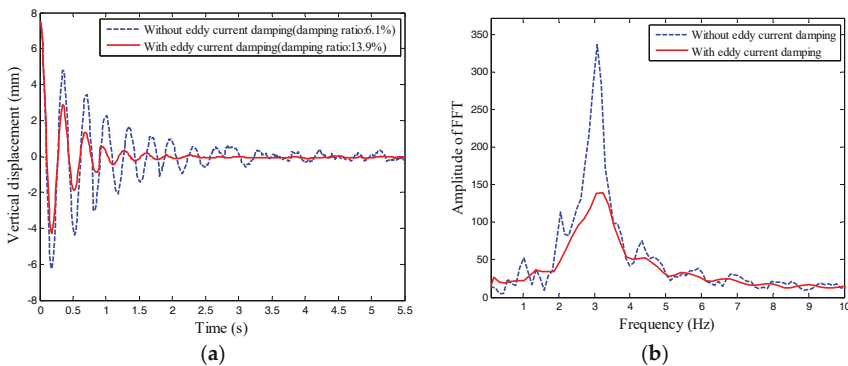 Without eddy current damping(damping ratio:6.1%)
With eddy current damping(damping ratio:13.9%)
Vertical displacement (mm)
8
6
4
2
0
-2
-4
-6
-8
0 0.5 1 1.5 2 2.5 3 3.5 4 4.5 5 5.5
Time (s)
(a)
Without eddy current damping
With eddy current damping
Amplitude of FFT
350
300
250
200
150
100
50
0
1 2 3 4 5 6 7 8 9 10
Frequency (Hz)
(b)